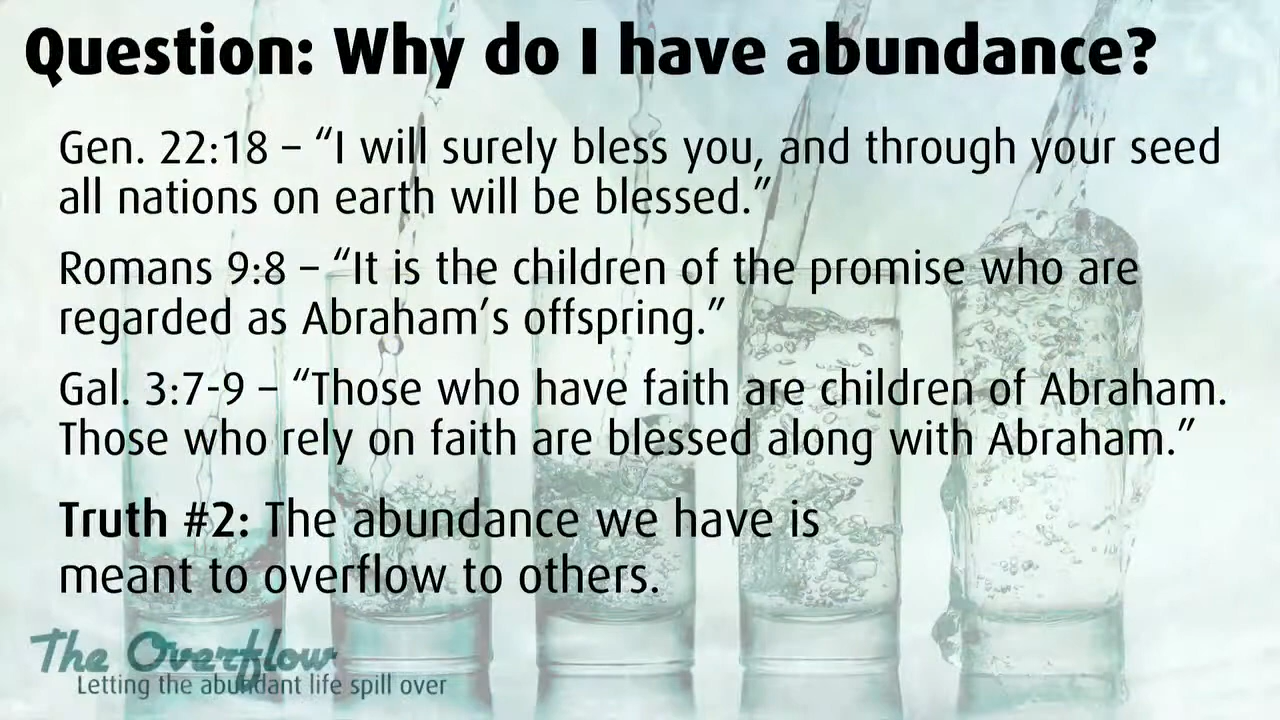 Question: Why do I have abundance?
Gen. 22:18 – “I will surely bless you, and through your seed
all nations on earth will be blessed.”
Romans 9:8 – “It is the children of the promise who are
regarded as Abraham’s offspring.”
Gal. 3:7-9 – “Those who have faith are children of Abraham.
Those who rely on faith are blessed along with Abraham.”
Truth #2: The abundance we have is
meant to overflow to others.
The Overflow
Letting the abundant life spill over